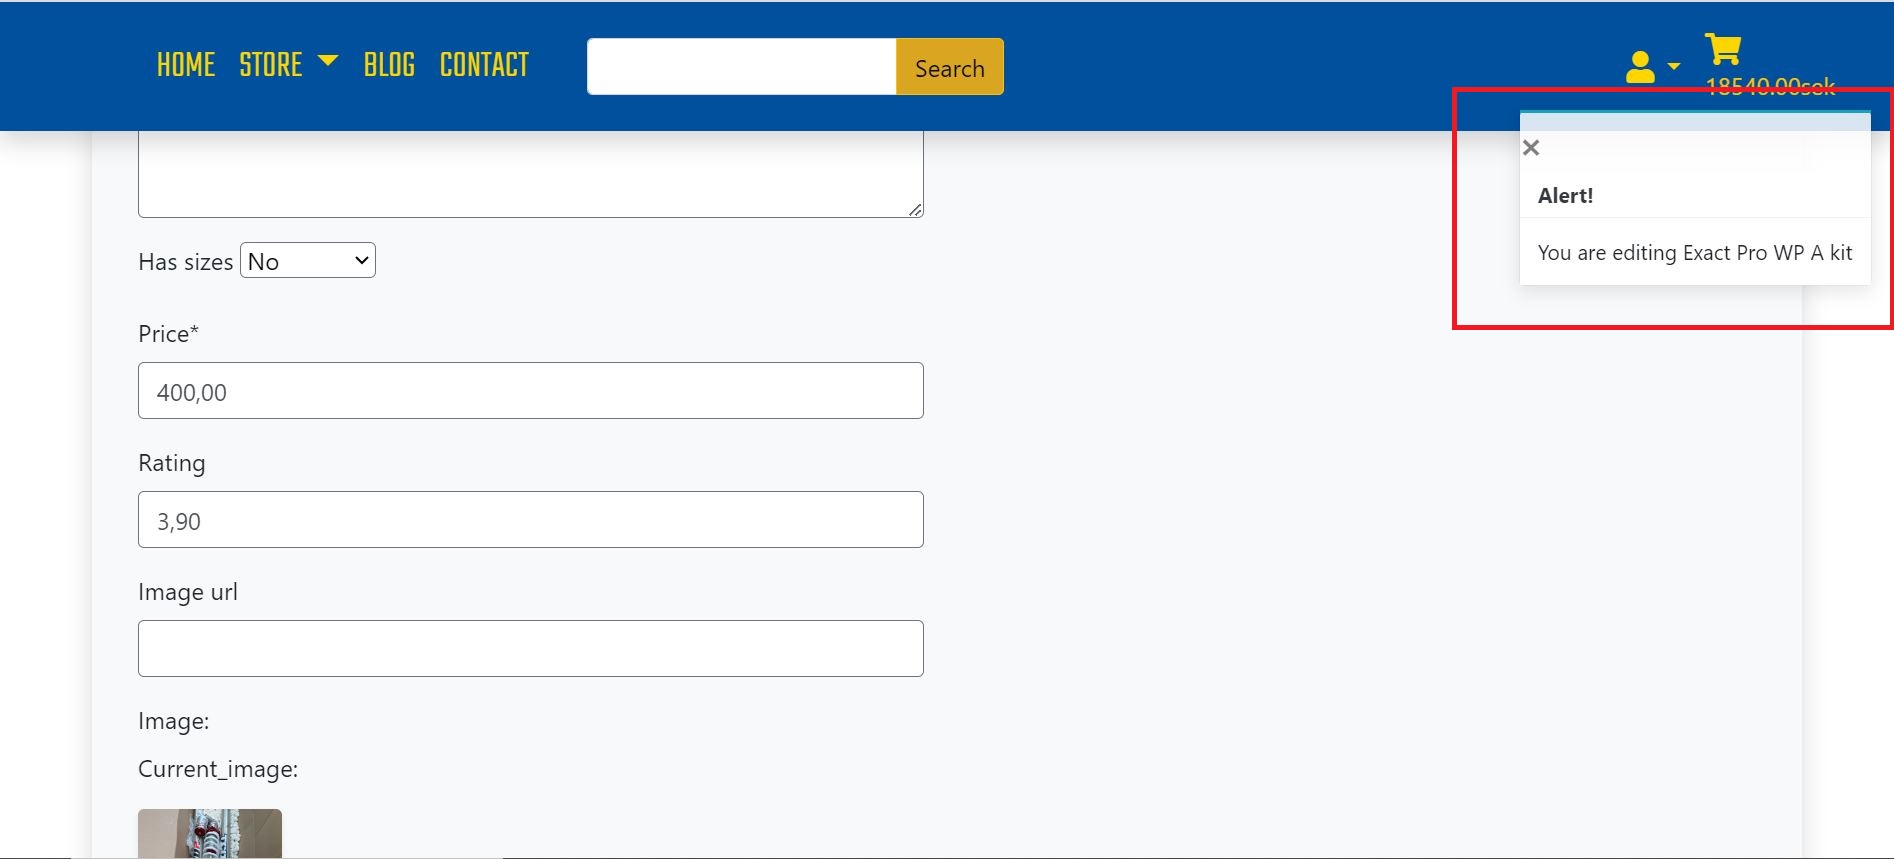 HOME STORE BLOG CONTACT Search
18540.00sek
Alert!
You are editing Exact Pro WP A kit
Has sizes No
Price*
400,00
Rating
3,90
Image url
Image:
Current_image: